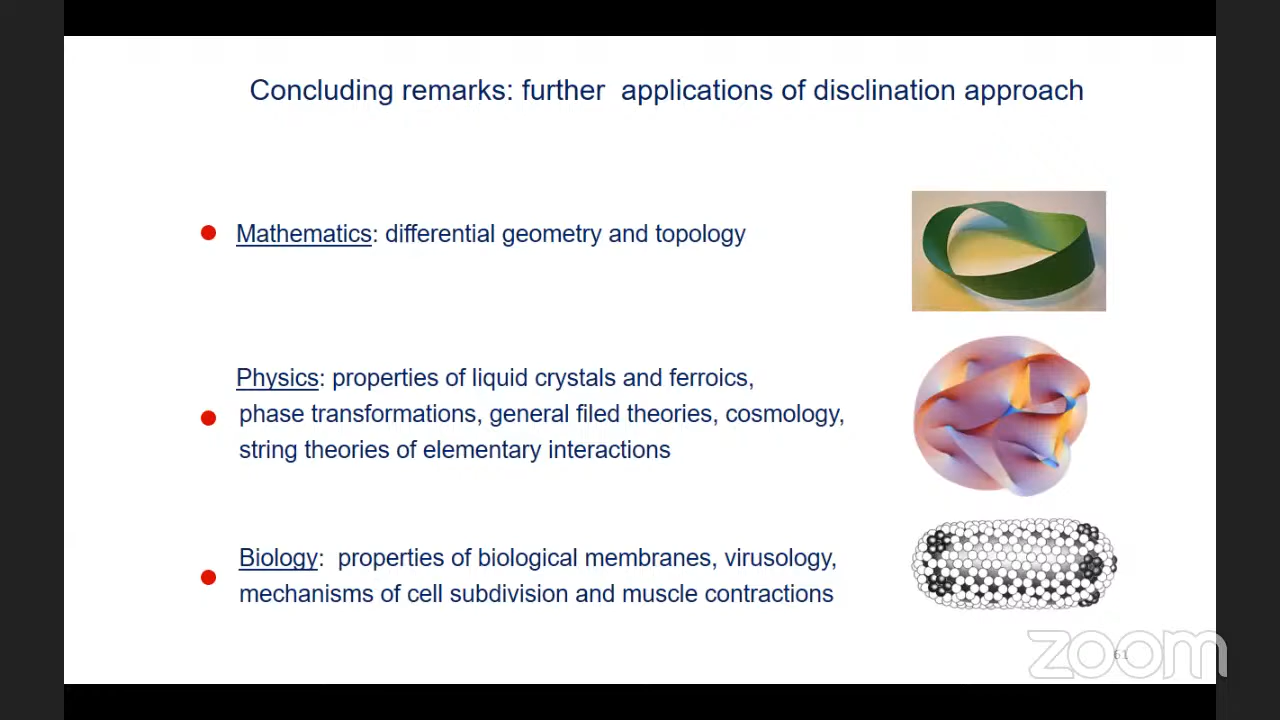 Concluding remarks: further  applications of disclination approach
Mathematics: differential geometry and topology
Physics: properties of liquid crystals and ferroics,
phase transformations, general filed theories, cosmology,
string theories of elementary interactions
Biology:  properties of biological membranes, virusology,
mechanisms of cell subdivision and muscle contractions
zoom
61